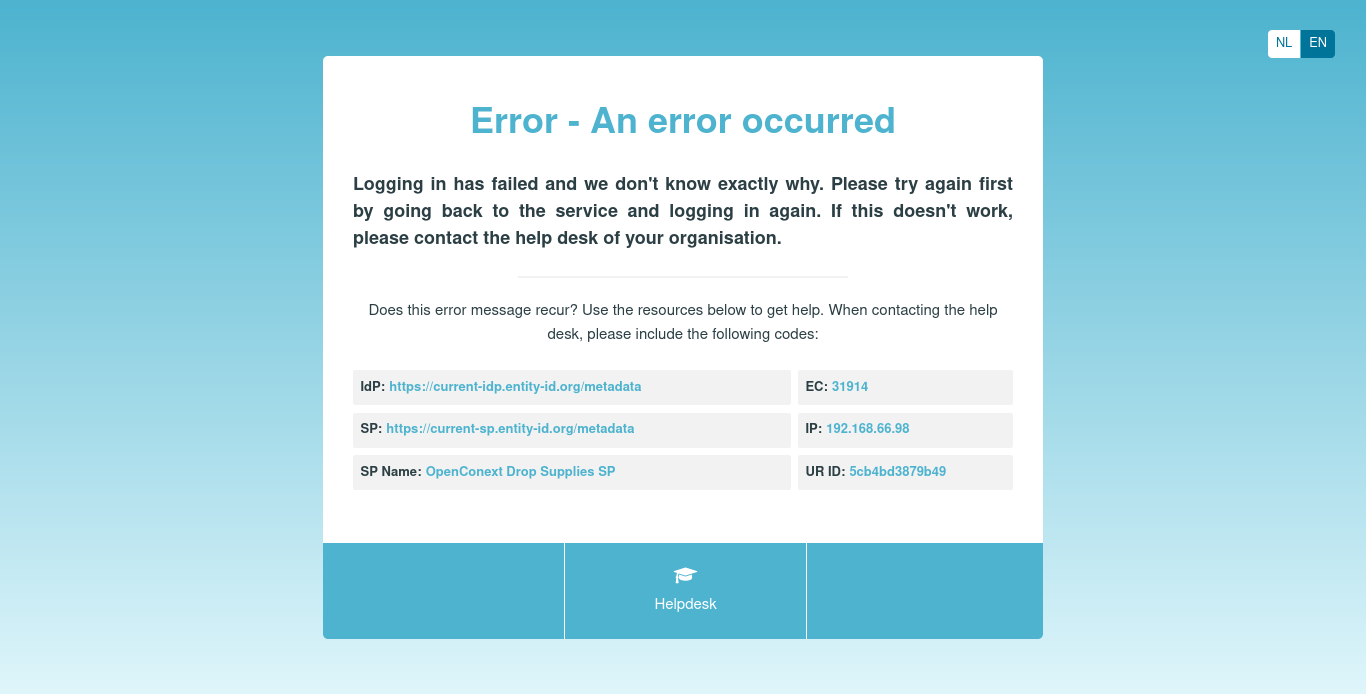 NL EN
Error - An error occurred
Logging in has failed and we don't know exactly why. Please try again first
by going back to the service and logging in again. If this doesn't work,
please contact the help desk of your organisation.
Does this error message recur? Use the resources below to get help. When contacting the help
desk, please include the following codes:
IdP: https://current-idp.entity-id.org/metadata
EC: 31914
SP: https://current-sp.entity-id.org/metadata
IP: 192.168.66.98
SP Name: OpenConext Drop Supplies SP
UR ID: 5cb4bd3879b49
Helpdesk